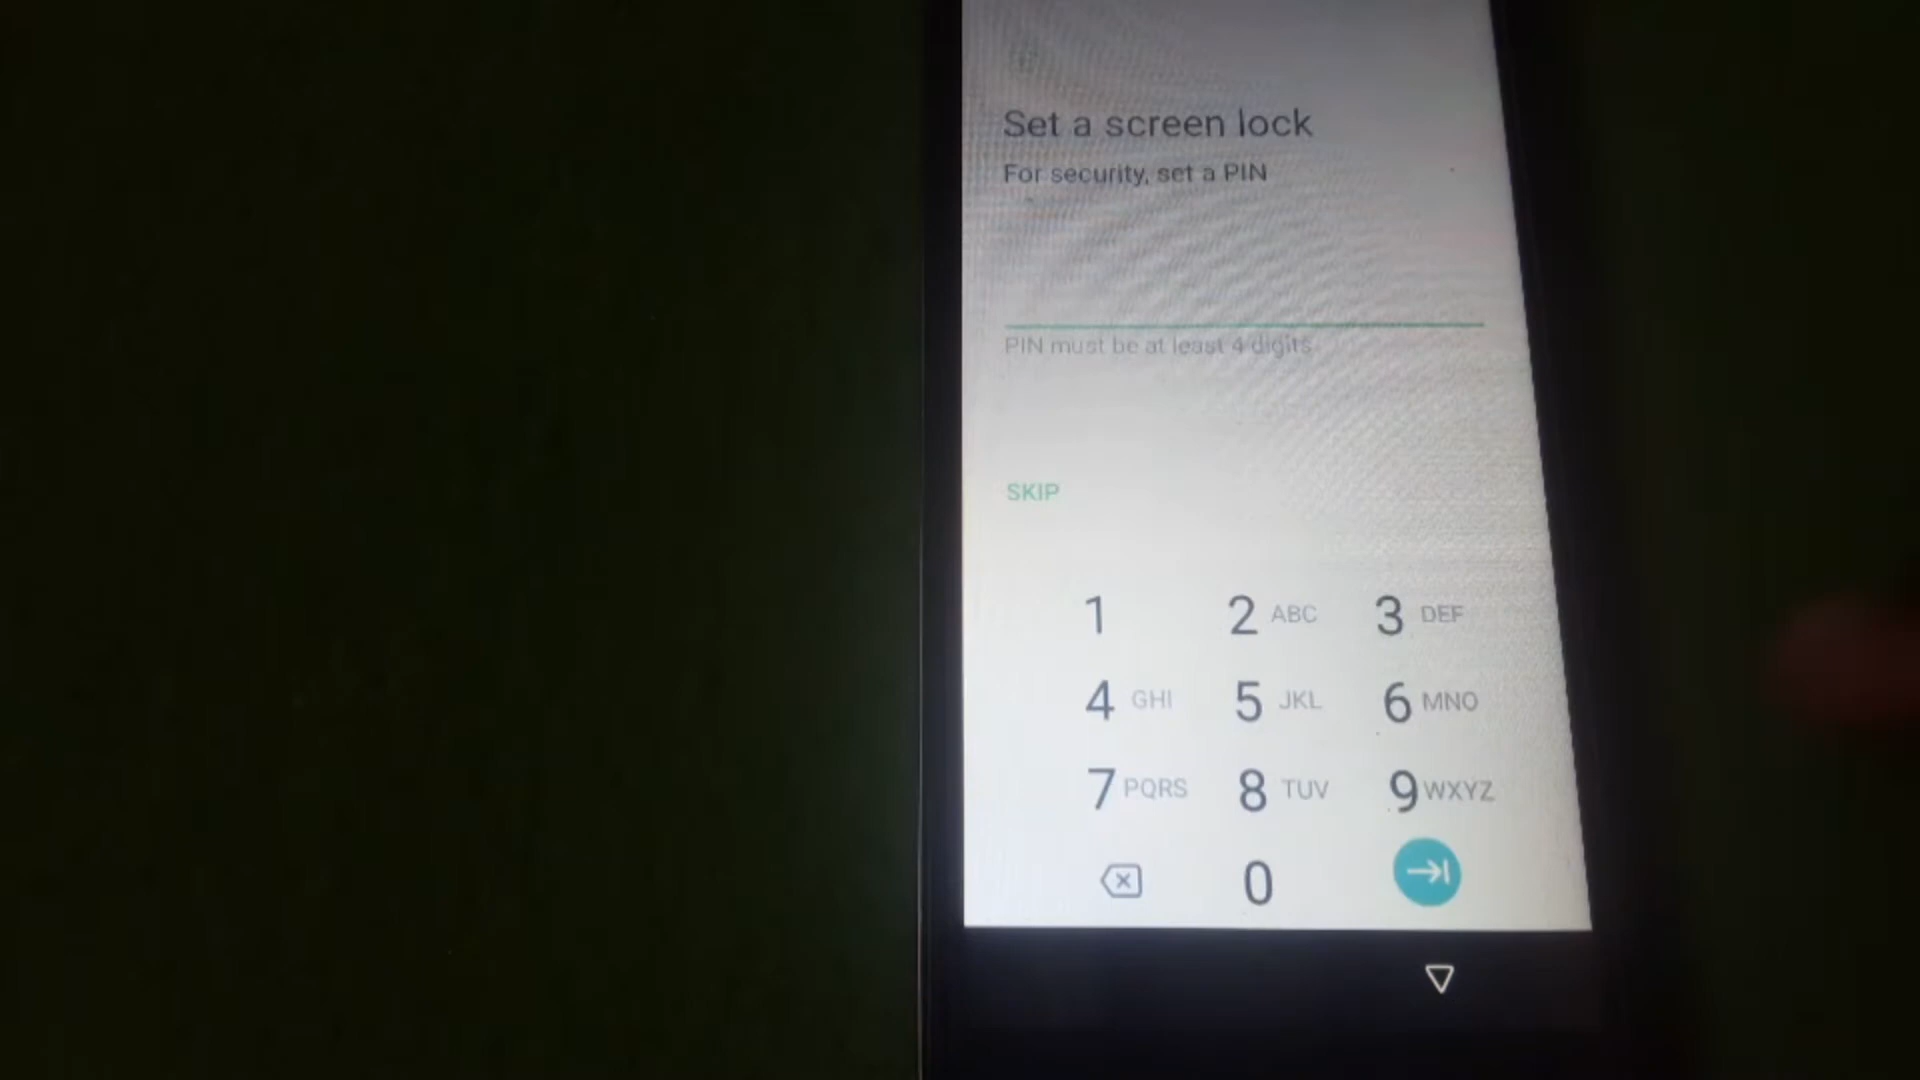 Set a screen lock
For security, set a PIN
PIN must be at least 4 digits
SKIP
1 2 ABC 3 DEF
4 GHI 5 JKL 6 MNO
7 PQRS 8 TUV 9 WXYZ
0